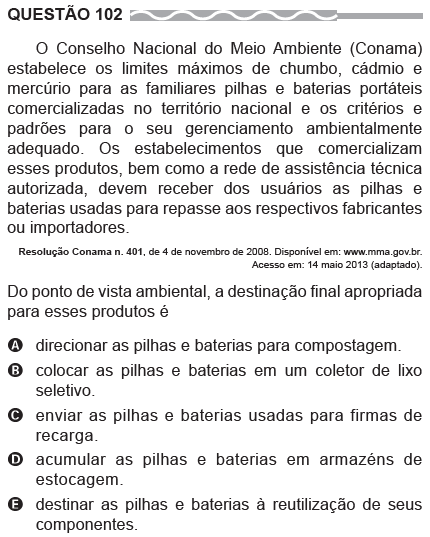 QUESTÃO 102
O Conselho Nacional do Meio Ambiente (Conama)
estabelece os limites máximos de chumbo, cádmio e
mercúrio para as familiares pilhas e baterias portáteis
comercializadas no território nacional e os critérios e
padrões para o seu gerenciamento ambientalmente
adequado. Os estabelecimentos que comercializam
esses produtos, bem como a rede de assistência técnica
autorizada, devem receber dos usuários as pilhas e
baterias usadas para repasse aos respectivos fabricantes
ou importadores.
Resolução Conama n. 401, de 4 de novembro de 2008. Disponível em: www.mma.gov.br.
Acesso em: 14 maio 2013 (adaptado).
Do ponto de vista ambiental, a destinação final apropriada
para esses produtos é
A direcionar as pilhas e baterias para compostagem.
B colocar as pilhas e baterias em um coletor de lixo
seletivo.
C enviar as pilhas e baterias usadas para firmas de
recarga.
D acumular as pilhas e baterias em armazéns de
estocagem.
E destinar as pilhas e baterias à reutilização de seus
componentes.